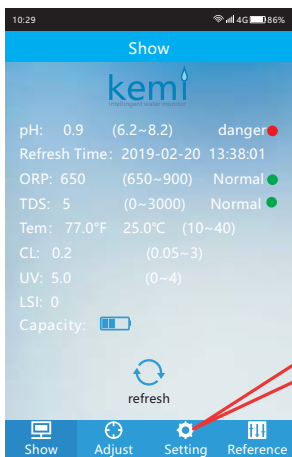 10:29 4G 86%
Show
kemi
intelligent water monitor
pH: 0.9 (6.2~8.2) danger
Refresh Time: 2019-02-20 13:38:01
ORP: 650 (650~900) Normal
TDS: 5 (0~3000) Normal
Tem: 77.0°F 25.0°C (10~40)
CL: 0.2 (0.05~3)
UV: 5.0 (0~4)
LSI: 0
Capacity:
refresh
Show Adjust Setting Reference